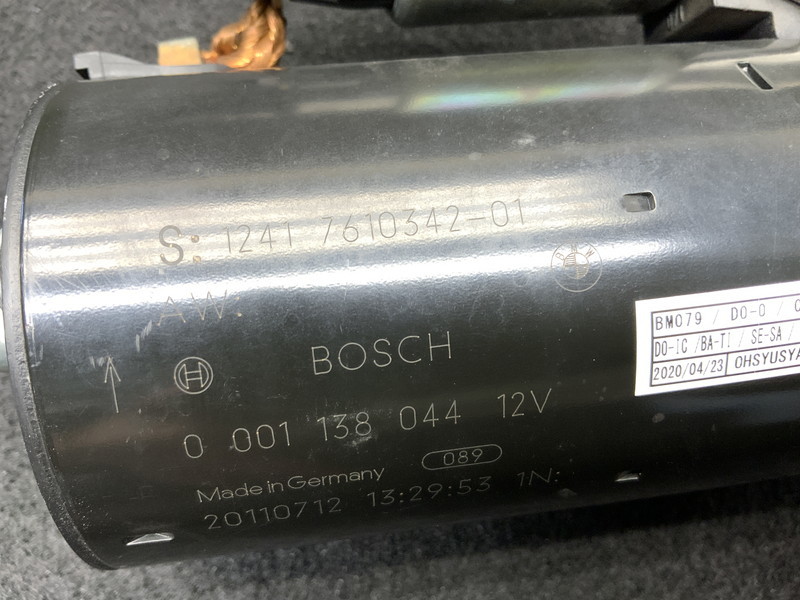 S: 1241 7610342-01
BMW
AW:
BOSCH
0 001 138 044 12V
089
Made in Germany
20110712 13:29:53 1N:
BM079 / DO-0 /
DO-IC /BA-TI / SE-SA /
2020/04/23 OHSYUSYA